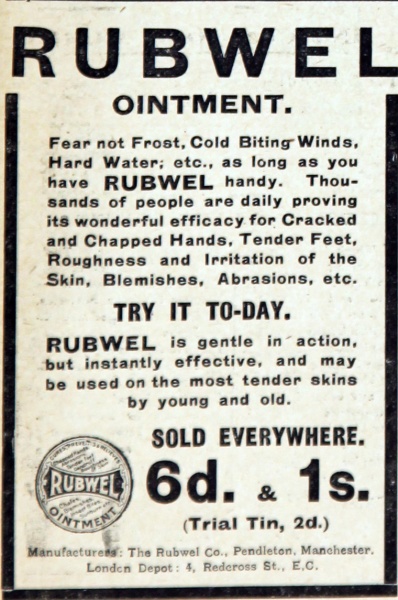 RUBWEL
OINTMENT.
Fear not Frost, Cold Biting Winds,
Hard Water, etc., as long as you
have RUBWEL handy. Thou-
sands of people are daily proving
its wonderful efficacy for Cracked
and Chapped Hands, Tender Feet,
Roughness and Irritation of the
Skin, Blemishes, Abrasions, etc.
TRY IT TO-DAY.
RUBWEL is gentle in action,
but instantly effective, and may
be used on the most tender skins
by young and old.
SOLD EVERYWHERE.
6d. & 1s.
(Trial Tin, 2d.)
RUBWEL
OINTMENT
Manufacturers: The Rubwel Co., Pendleton, Manchester.
London Depot: 4, Redcross St., E.C.